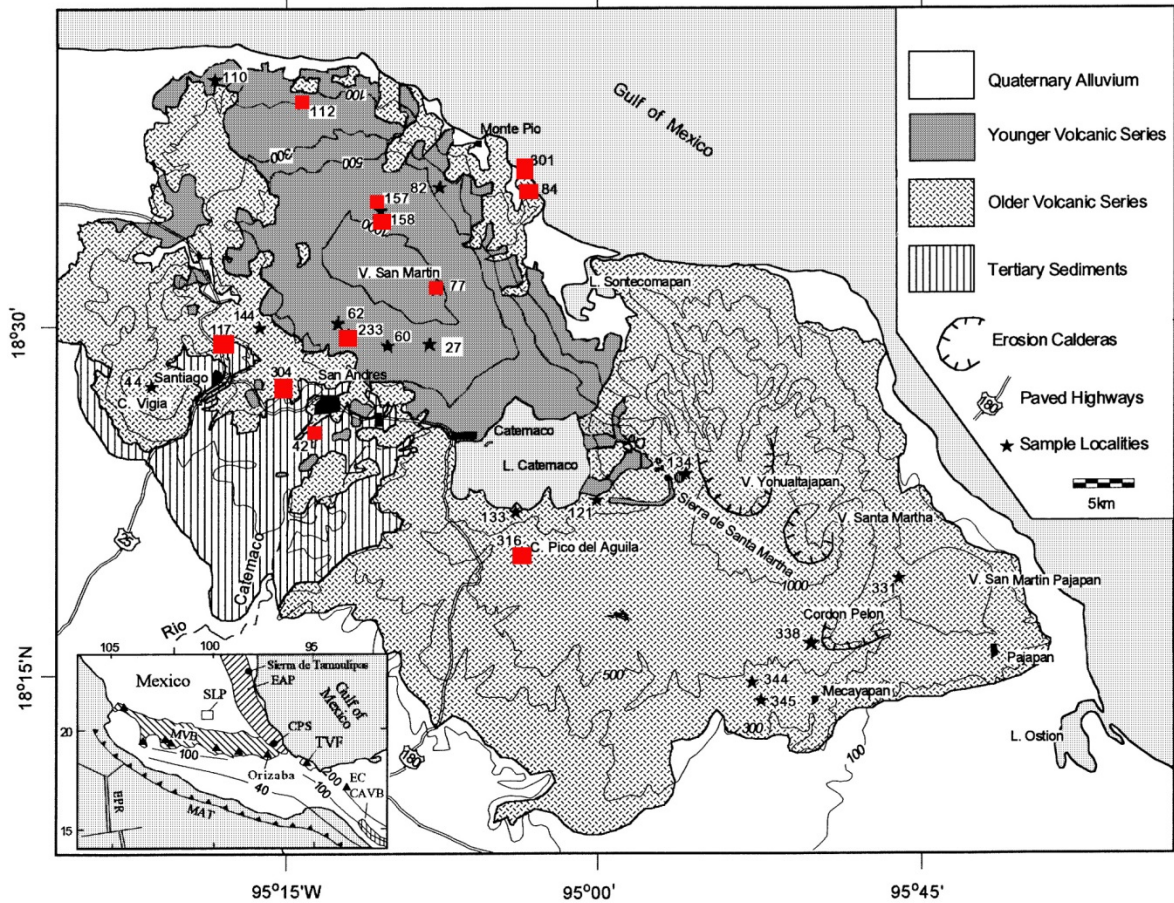 110
112
100
300
500
Monte Pio
Gulf of Mexico
301
84
82
157
158
1000
V. San Martin
77
L. Sontecomapan
18°30'
144
62
233
60
27
117
Santiago
44
C. Vigia
304
San Andres
42
Catemaco
L. Catemaco
134
V. Yohualtajapan
133
121
Sierra de Santa Martha
V. Santa Martha
316
C. Pico del Aguila
1000
331
V. San Martin Pajapan
Catemaco
Rio
180
Cordon Pelon
338
Pajapan
18°15'
500
344
345
Mecayapan
300
100
L. Ostion
180
Quaternary Alluvium
Younger Volcanic Series
Older Volcanic Series
Tertiary Sediments
Erosion Calderas
180
Paved Highways
Sample Localities
5km
105
100
95
Mexico
Sierra de Tamaulipas
EAP
SLP
Gulf of Mexico
20
MVB
CPS
TVF
100
200
Orizaba
100
40
EC
CAVB
EPR
MAT
15
95°15'W
95°00'
95°45'